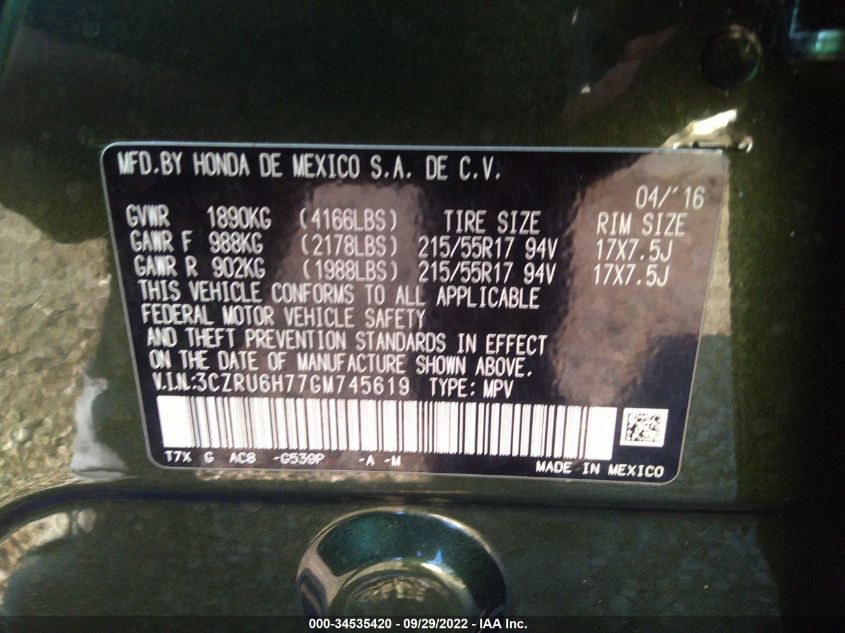 MFD.BY HONDA DE MEXICO S.A. DE C.V.
04/'16
GVWR 1890KG (4166LBS) TIRE SIZE RIM SIZE
GAWR F 988KG (2178LBS) 215/55R17 94V 17X7.5J
GAWR R 902KG (1988LBS) 215/55R17 94V 17X7.5J
THIS VEHICLE CONFORMS TO ALL APPLICABLE
FEDERAL MOTOR VEHICLE SAFETY
AND THEFT PREVENTION STANDARDS IN EFFECT
ON THE DATE OF MANUFACTURE SHOWN ABOVE.
V.I.N.:3CZRU6H77GM745619 TYPE: MPV
T7X G AC8 -G539P -A -M
MADE IN MEXICO
000-34535420 - 09/29/2022 - IAA Inc.